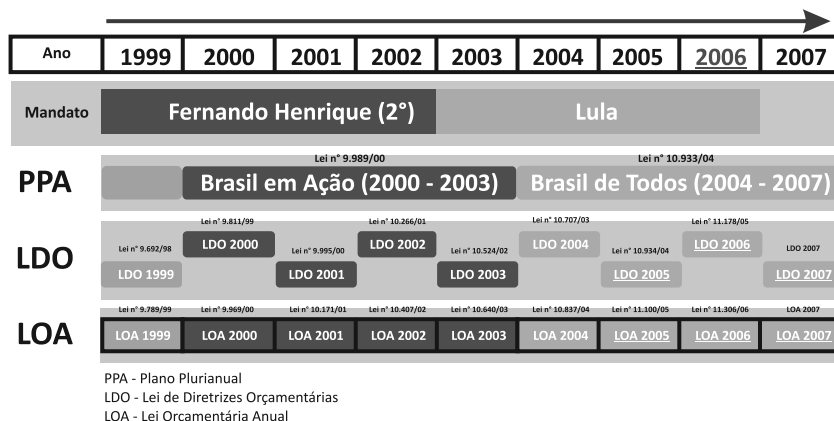 Ano 1999 2000 2001 2002 2003 2004 2005 2006 2007
Mandato Fernando Henrique (2°) Lula
Lei n° 9.989/00 Lei n° 10.933/04
PPA Brasil em Ação (2000 - 2003) Brasil de Todos (2004 - 2007)
Lei n° 9.811/99 Lei n° 10.266/01 Lei n° 10.707/03 Lei n° 11.178/05
LDO 2000 LDO 2002 LDO 2004 LDO 2006
Lei n° 9.692/98 Lei n° 9.995/00 Lei n° 10.524/02 Lei n° 10.934/04 LDO 2007
LDO
LDO 1999 LDO 2001 LDO 2003 LDO 2005 LDO 2007
Lei n° 9.789/99 Lei n° 9.969/00 Lei n° 10.171/01 Lei n° 10.407/02 Lei n° 10.640/03 Lei n° 10.837/04 Lei n° 11.100/05 Lei n° 11.306/06 LOA 2007
LOA LOA 1999 LOA 2000 LOA 2001 LOA 2002 LOA 2003 LOA 2004 LOA 2005 LOA 2006 LOA 2007
PPA - Plano Plurianual
LDO - Lei de Diretrizes Orçamentárias
LOA - Lei Orçamentária Anual